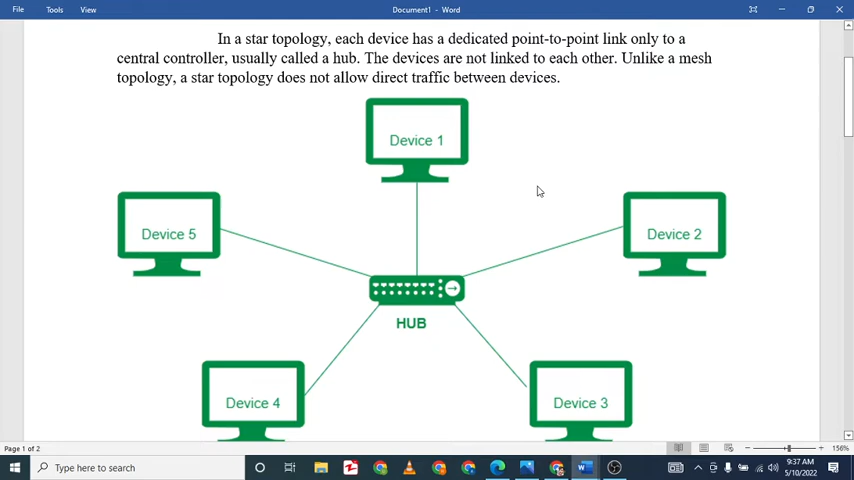 File Tools View Document1 - Word
In a star topology, each device has a dedicated point-to-point link only to a
central controller, usually called a hub. The devices are not linked to each other. Unlike a mesh
topology, a star topology does not allow direct traffic between devices.
Device 1
Device 5
Device 2
HUB
Device 4
Device 3
Page 1 of 2
156%
Type here to search
9:37 AM
5/10/2022